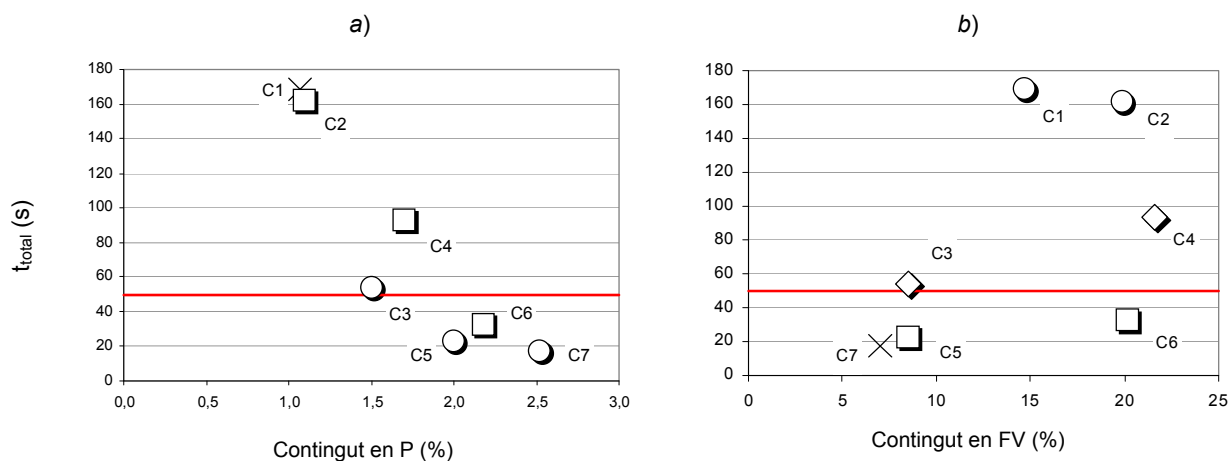 a)
180
160
140
120
100
80
60
40
20
0
t total (s)
C1
C2
C4
C3
C6
C5
C7
0,0 0,5 1,0 1,5 2,0 2,5 3,0
Contingut en P (%)
b)
180
160
140
120
100
80
60
40
20
0
C1
C2
C4
C3
C7
C5
C6
0 5 10 15 20 25
Contingut en FV (%)